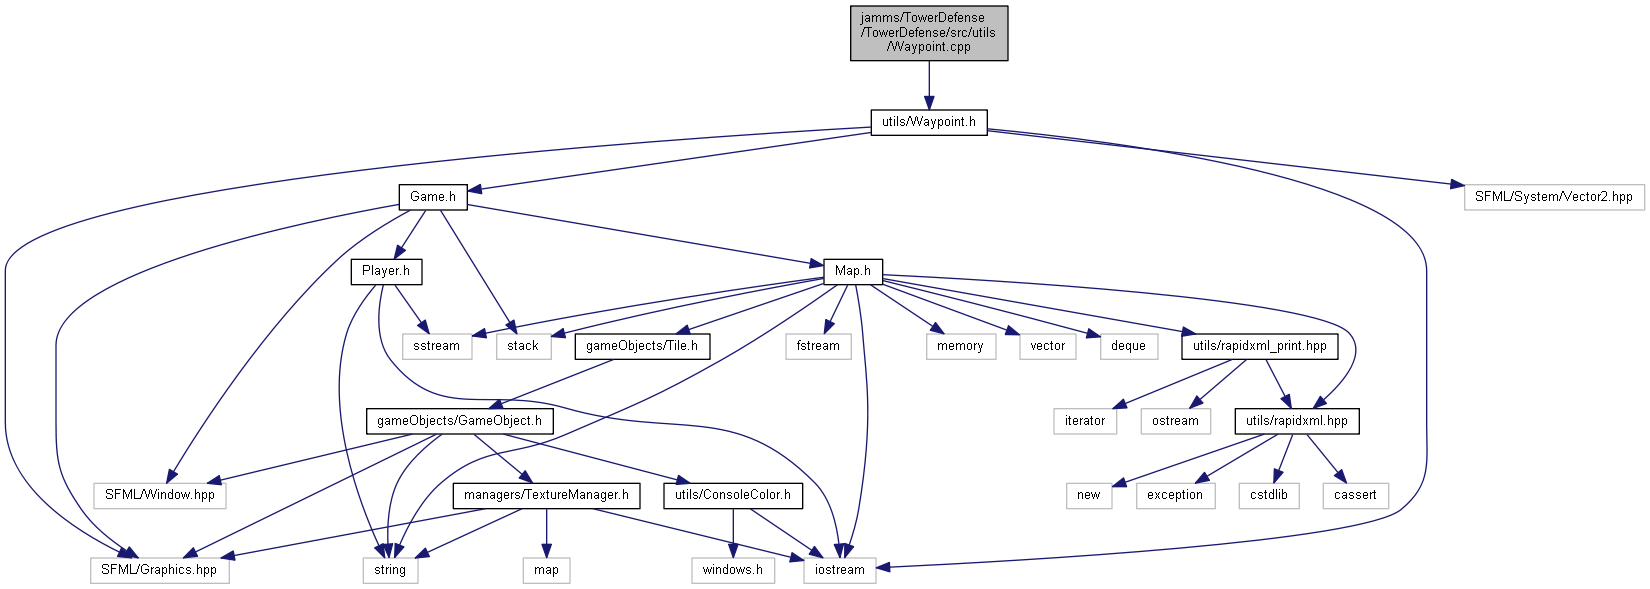 jamms/TowerDefense
/TowerDefense/src/utils
/Waypoint.cpp
utils/Waypoint.h
Game.h
SFML/System/Vector2.hpp
Player.h
Map.h
sstream
stack
gameObjects/Tile.h
fstream
memory
vector
deque
utils/rapidxml_print.hpp
gameObjects/GameObject.h
iterator
ostream
utils/rapidxml.hpp
SFML/Window.hpp
managers/TextureManager.h
utils/ConsoleColor.h
new
exception
cstdlib
cassert
SFML/Graphics.hpp
string
map
windows.h
iostream